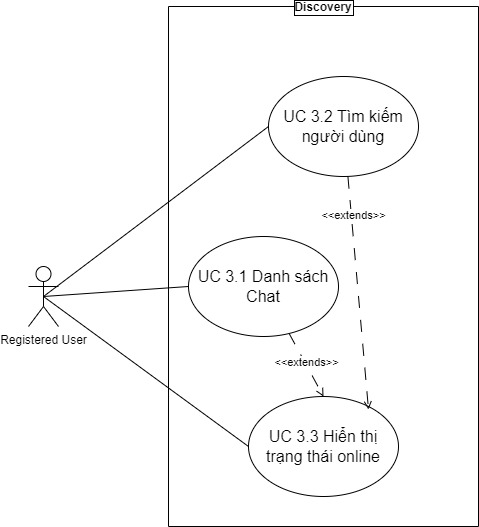 Discovery
UC 3.2 Tìm kiếm
người dùng
<<extends>>
UC 3.1 Danh sách
Chat
Registered User
<<extends>>
UC 3.3 Hiển thị
trạng thái online